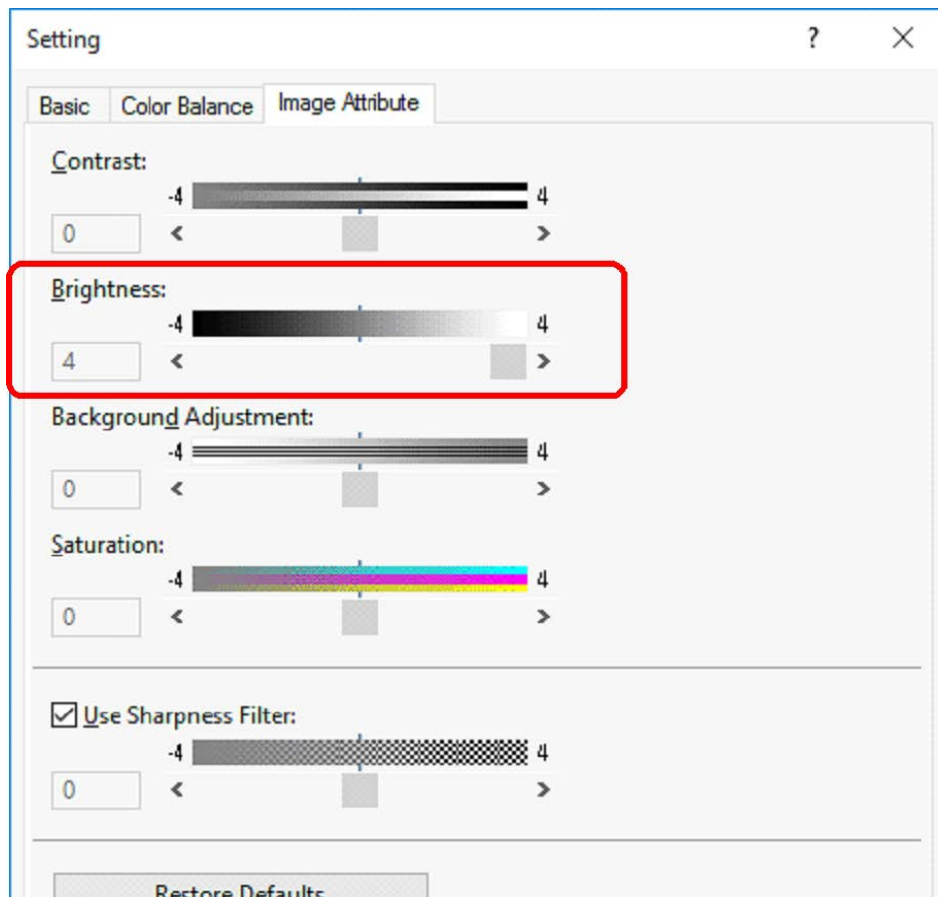 Setting ?
Basic Color Balance Image Attribute
Contrast:
-4 4
0
Brightness:
-4 4
4
Background Adjustment:
-4 4
0
Saturation:
-4 4
0
Use Sharpness Filter:
-4 4
0
Restore Defaults